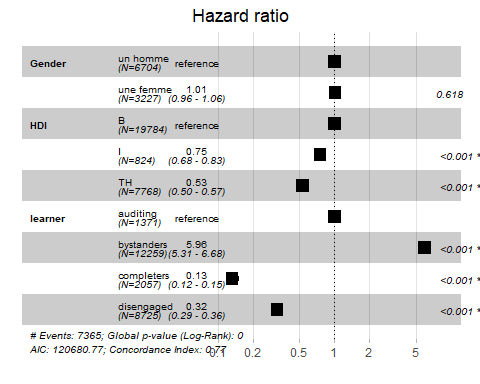 Hazard ratio
Gender un homme (N=6704) reference
une femme (N=3227) 1.01 (0.96 - 1.06) 0.618
HDI B (N=19784) reference
I (N=824) 0.75 (0.68 - 0.83) <0.001 *
TH (N=7768) 0.53 (0.50 - 0.57) <0.001 *
learner auditing (N=1371) reference
bystanders (N=12259) 5.96 (5.31 - 6.68) <0.001 *
completers (N=2057) 0.13 (0.12 - 0.15) <0.001 *
disengaged (N=8725) 0.32 (0.29 - 0.36) <0.001 *
# Events: 7365; Global p-value (Log-Rank): 0
AIC: 120680.77; Concordance Index: 0.77
0.1 0.2 0.5 1 2 5